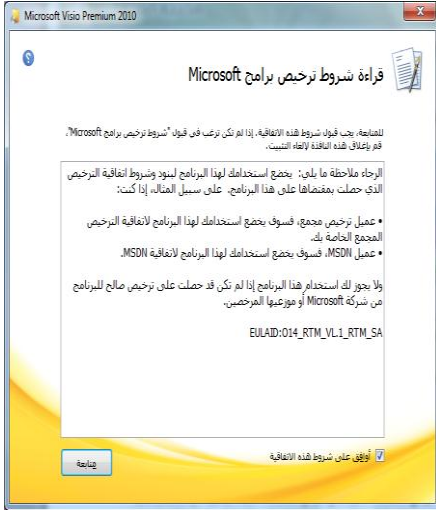 Microsoft Visio Premium 2010
قراءة شروط ترخيص برامج Microsoft
للمتابعة، يجب قبول شروط هذه الاتفاقية. إذا لم تكن ترغب في قبول "شروط ترخيص برامج Microsoft"،
قم بإغلاق هذه النافذة لإلغاء التثبيت.
الرجاء ملاحظة ما يلي: يخضع استخدامك لهذا البرنامج لبنود وشروط اتفاقية الترخيص
الذي حصلت بمقتضاها على هذا البرنامج. على سبيل المثال، إذا كنت:
• عميل ترخيص مجمع، فسوف يخضع استخدامك لهذا البرنامج لاتفاقية الترخيص
المجمع الخاصة بك.
• عميل MSDN، فسوف يخضع استخدامك لهذا البرنامج لاتفاقية MSDN.
ولا يجوز لك استخدام هذا البرنامج إذا لم تكن قد حصلت على ترخيص صالح للبرنامج
من شركة Microsoft أو موزعيها المرخصين.
EULAID:O14_RTM_VL.1_RTM_SA
أوافق على شروط هذه الاتفاقية
متابعة